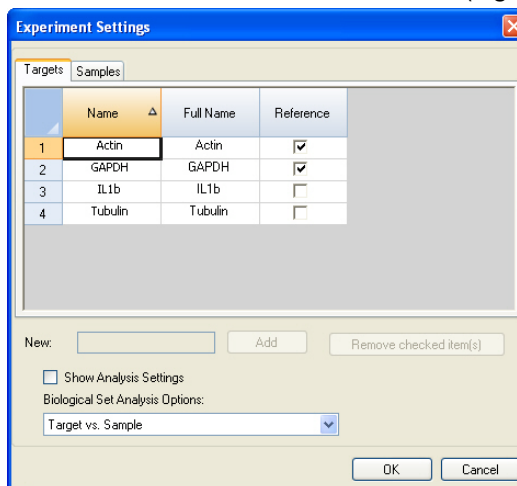 Experiment Settings
Targets Samples
Name Full Name Reference
1 Actin Actin
2 GAPDH GAPDH
3 IL1b IL1b
4 Tubulin Tubulin
New: Add Remove checked item(s)
Show Analysis Settings
Biological Set Analysis Options:
Target vs. Sample
OK Cancel